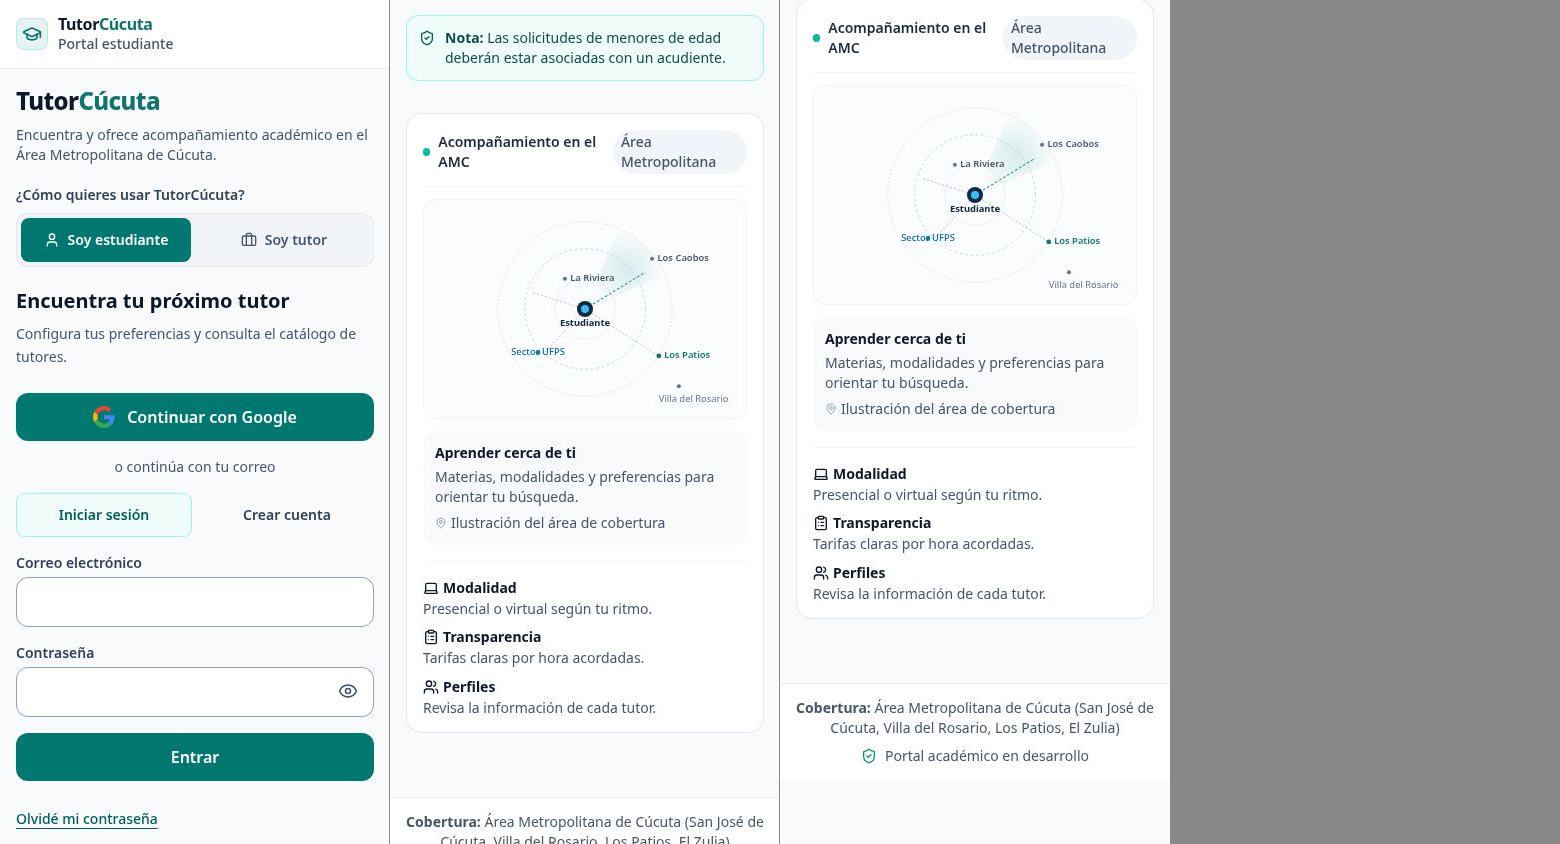 TutorCúcuta
Portal estudiante
TutorCúcuta
Encuentra y ofrece acompañamiento académico en el
Área Metropolitana de Cúcuta.
¿Cómo quieres usar TutorCúcuta?
Soy estudiante
Soy tutor
Encuentra tu próximo tutor
Configura tus preferencias y consulta el catálogo de
tutores.
Continuar con Google
o continúa con tu correo
Iniciar sesión
Crear cuenta
Correo electrónico
Contraseña
Entrar
Olvidé mi contraseña
Nota: Las solicitudes de menores de edad
deberán estar asociadas con un acudiente.
Acompañamiento en el
AMC
Área
Metropolitana
Los Caobos
La Riviera
Estudiante
Sector UFPS
Los Patios
Villa del Rosario
Aprender cerca de ti
Materias, modalidades y preferencias para
orientar tu búsqueda.
Ilustración del área de cobertura
Modalidad
Presencial o virtual según tu ritmo.
Transparencia
Tarifas claras por hora acordadas.
Perfiles
Revisa la información de cada tutor.
Cobertura: Área Metropolitana de Cúcuta (San José de
Cúcuta, Villa del Rosario, Los Patios, El Zulia)
Acompañamiento en el
AMC
Área
Metropolitana
Los Caobos
La Riviera
Estudiante
Sector UFPS
Los Patios
Villa del Rosario
Aprender cerca de ti
Materias, modalidades y preferencias para
orientar tu búsqueda.
Ilustración del área de cobertura
Modalidad
Presencial o virtual según tu ritmo.
Transparencia
Tarifas claras por hora acordadas.
Perfiles
Revisa la información de cada tutor.
Cobertura: Área Metropolitana de Cúcuta (San José de
Cúcuta, Villa del Rosario, Los Patios, El Zulia)
Portal académico en desarrollo